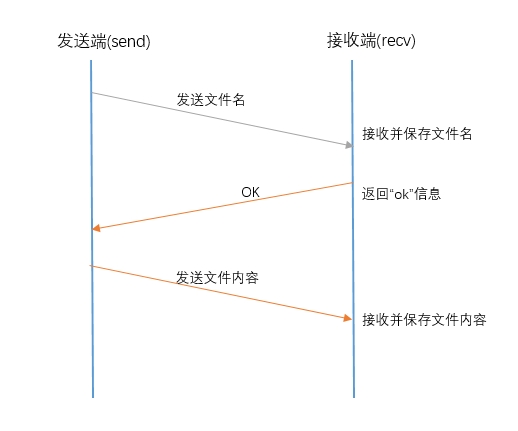 发送端(send)
接收端(recv)
发送文件名
接收并保存文件名
OK
返回“ok”信息
发送文件内容
接收并保存文件内容